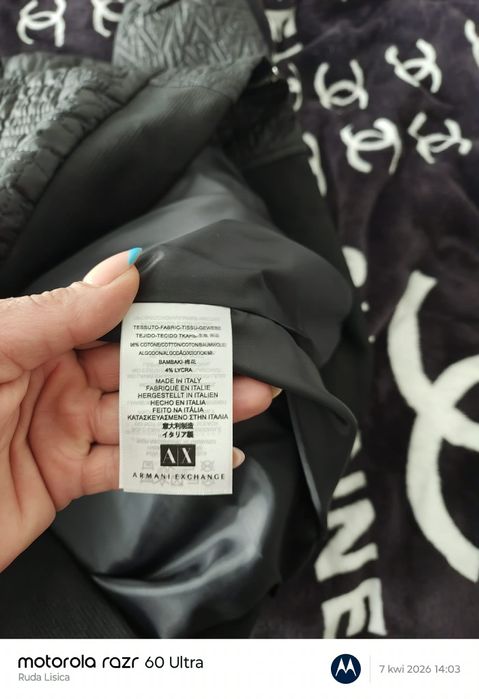 TESSUTO-FABRIC-TISSU-GEWEBE
96% COTONE/COTTON/COTON/BAUMWOLLE
BAMBAKI-棉花
4% LYCRA
MADE IN ITALY
FABRIQUÉ EN ITALIE
HERGESTELLT IN ITALIEN
HECHO EN ITALIA
FEITO NA ITÁLIA
ΚΑΤΑΣΚΕΥΑΣΜΕΝΟ ΣΤΗΝ ΙΤΑΛΙΑ
意大利制造
イタリア製
A|X
ARMANI EXCHANGE
motorola razr 60 Ultra
Ruda Lisica
7 kwi 2026 14:03